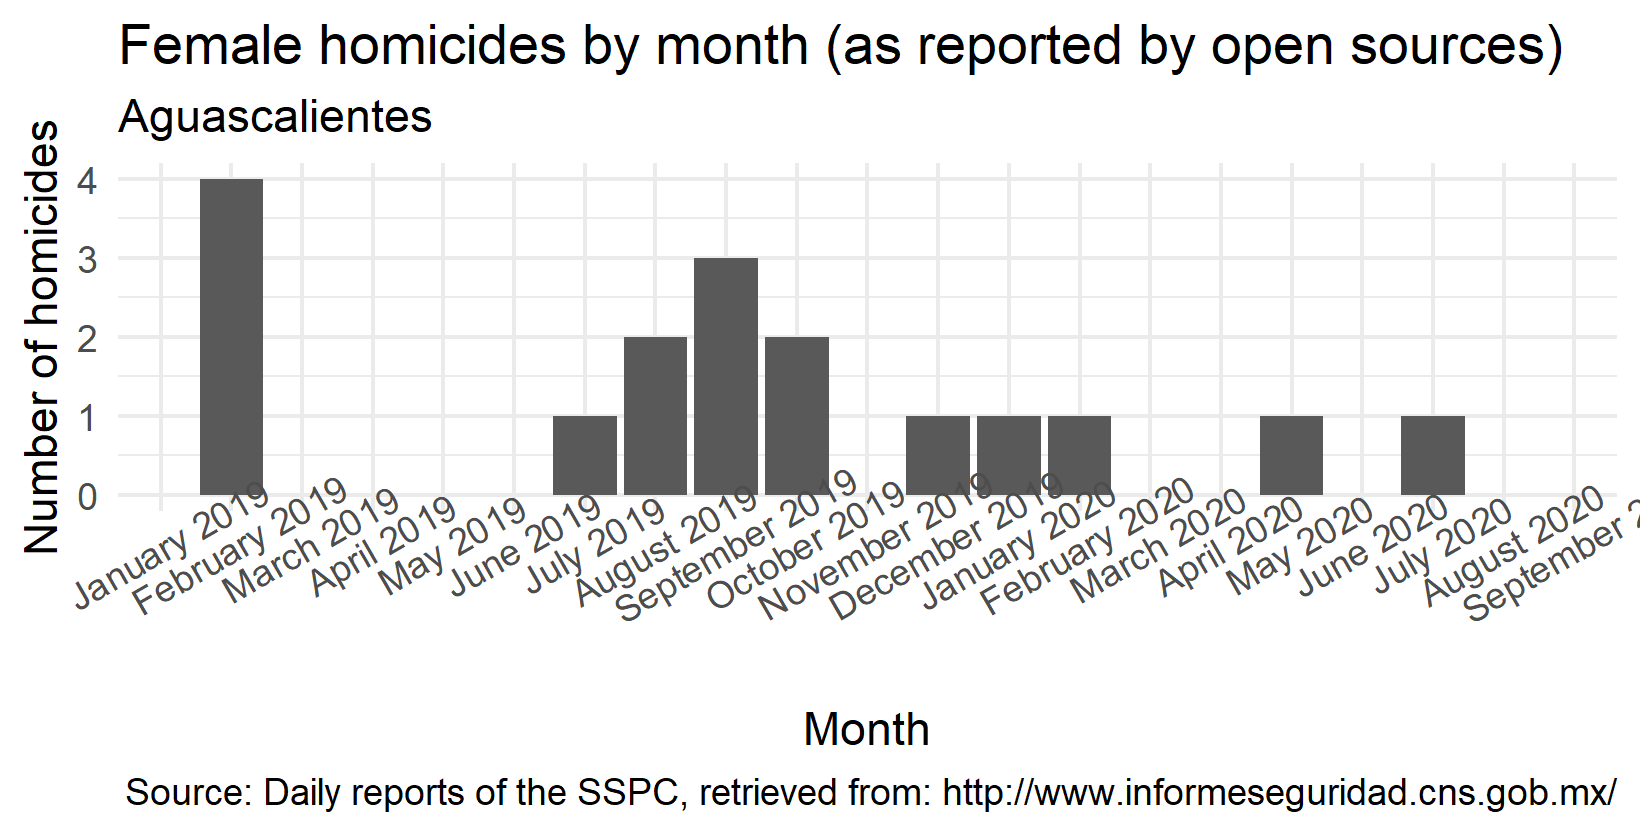 Female homicides by month (as reported by open sources)
Aguascalientes
Number of homicides
4
3
2
1
0
January 2019
February 2019
March 2019
April 2019
May 2019
June 2019
July 2019
August 2019
September 2019
October 2019
November 2019
December 2019
January 2020
February 2020
March 2020
April 2020
May 2020
June 2020
July 2020
August 2020
September
Month
Source: Daily reports of the SSPC, retrieved from: http://www.informeseguridad.cns.gob.mx/